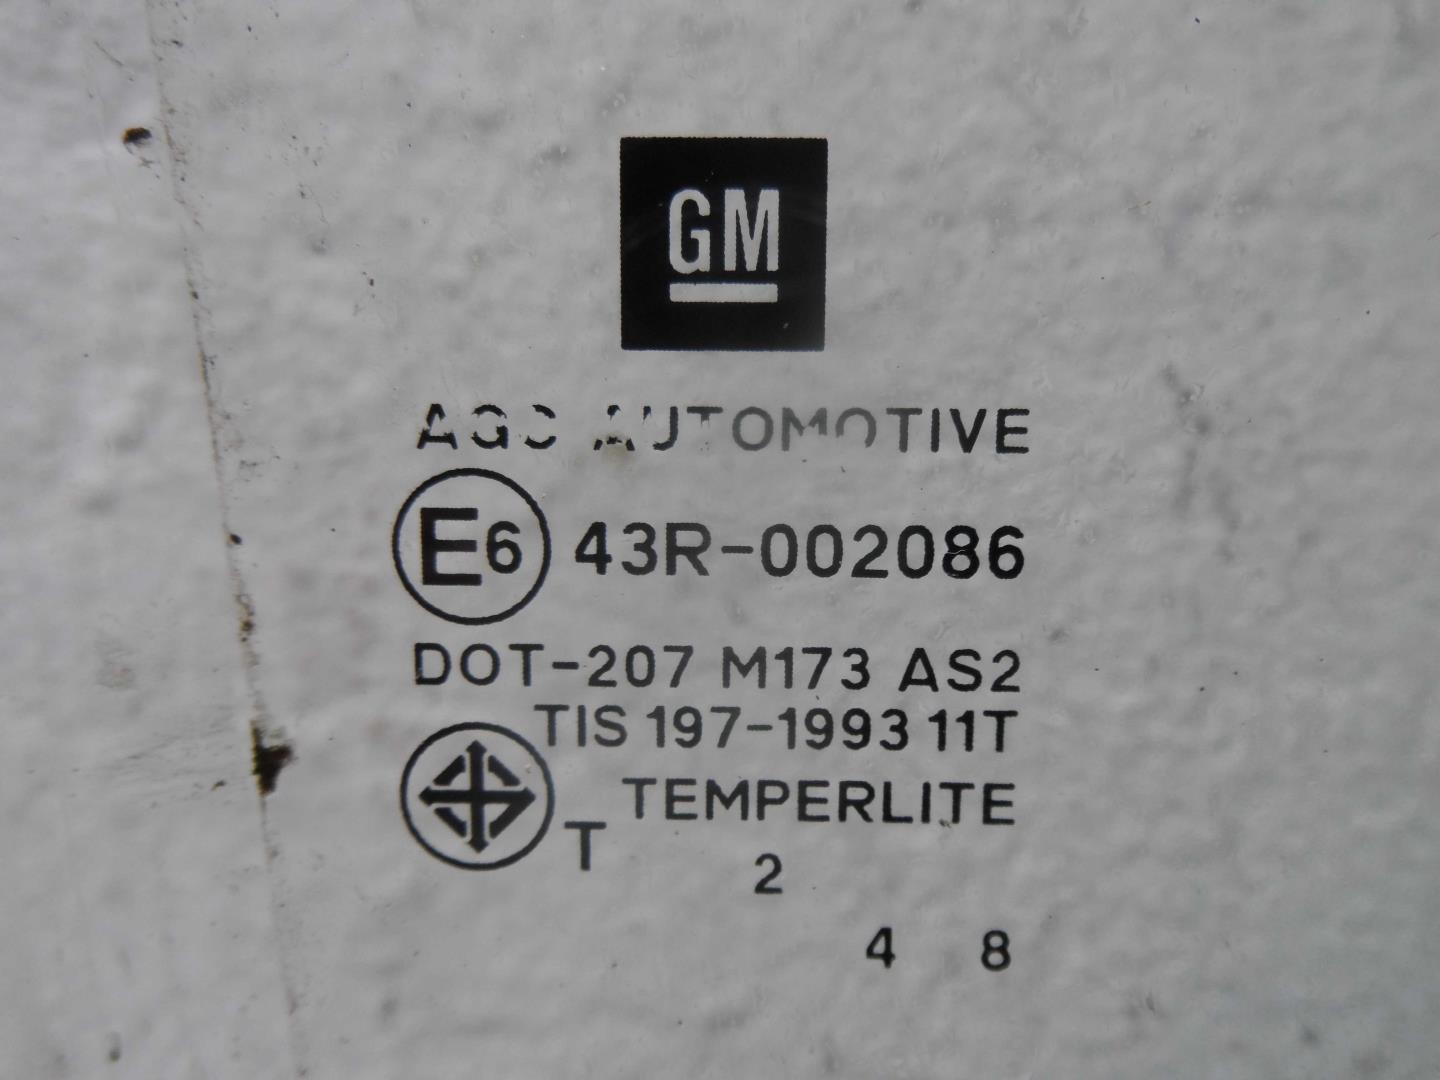 GM
AGC AUTOMOTIVE
E6 43R-002086
DOT-207 M173 AS2
TIS 197-1993 11T
TEMPERLITE
T
2
4 8